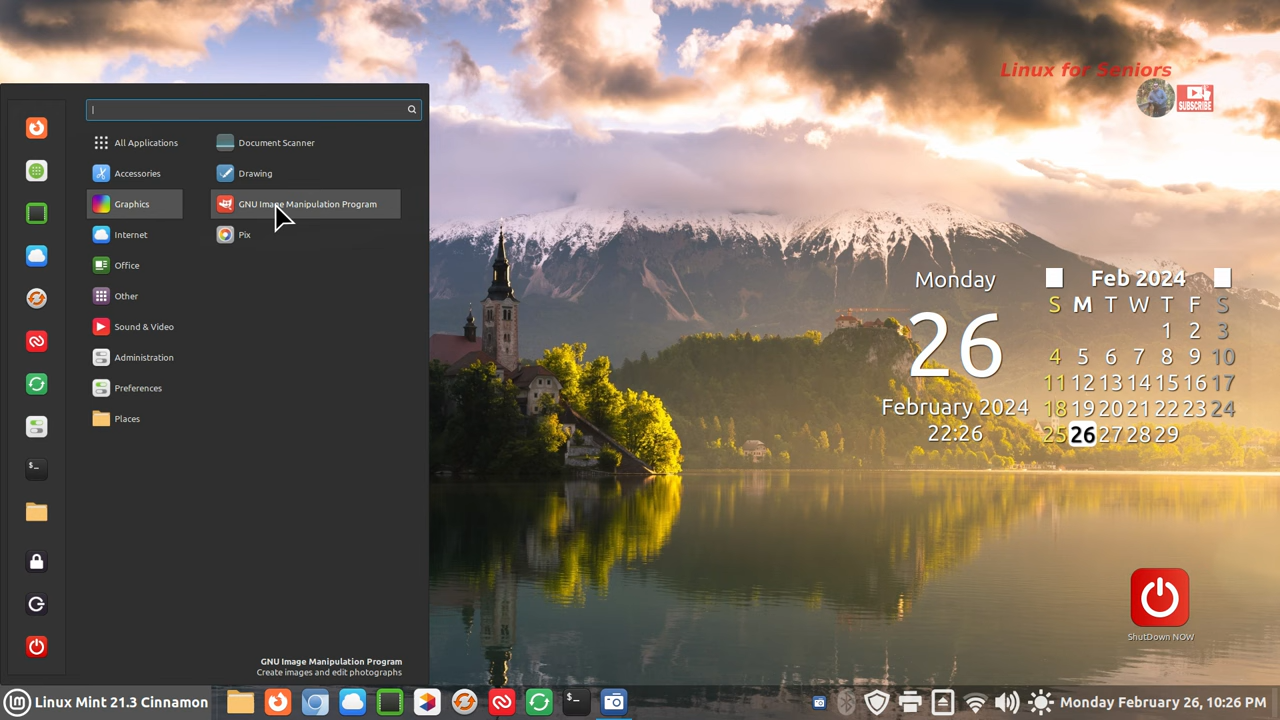 Linux for Seniors
SUBSCRIBE
All Applications
Accessories
Graphics
Internet
Office
Other
Sound & Video
Administration
Preferences
Places
Document Scanner
Drawing
GNU Image Manipulation Program
Pix
GNU Image Manipulation Program
Create images and edit photographs
Monday
26
February 2024
22:26
Feb 2024
S M T W T F S
1 2 3
4 5 6 7 8 9 10
11 12 13 14 15 16 17
18 19 20 21 22 23 24
25 26 27 28 29
ShutDown NOW
Linux Mint 21.3 Cinnamon
$_
$_
Monday February 26, 10:26 PM